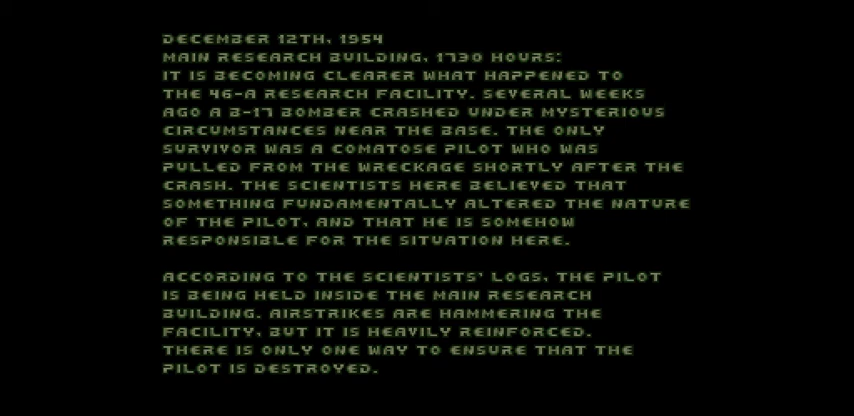 DECEMBER 12TH, 1954
MAIN RESEARCH BUILDING, 1730 HOURS:
IT IS BECOMING CLEARER WHAT HAPPENED TO
THE 46-A RESEARCH FACILITY. SEVERAL WEEKS
AGO A B-17 BOMBER CRASHED UNDER MYSTERIOUS
CIRCUMSTANCES NEAR THE BASE. THE ONLY
SURVIVOR WAS A COMATOSE PILOT WHO WAS
PULLED FROM THE WRECKAGE SHORTLY AFTER THE
CRASH. THE SCIENTISTS HERE BELIEVED THAT
SOMETHING FUNDAMENTALLY ALTERED THE NATURE
OF THE PILOT, AND THAT HE IS SOMEHOW
RESPONSIBLE FOR THE SITUATION HERE.

ACCORDING TO THE SCIENTISTS' LOGS, THE PILOT
IS BEING HELD INSIDE THE MAIN RESEARCH
BUILDING. AIRSTRIKES ARE HAMMERING THE
FACILITY, BUT IT IS HEAVILY REINFORCED.
THERE IS ONLY ONE WAY TO ENSURE THAT THE
PILOT IS DESTROYED.